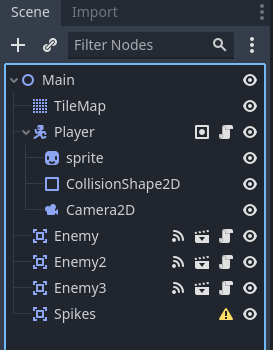 Scene Import
Filter Nodes
Main
TileMap
Player
sprite
CollisionShape2D
Camera2D
Enemy
Enemy2
Enemy3
Spikes